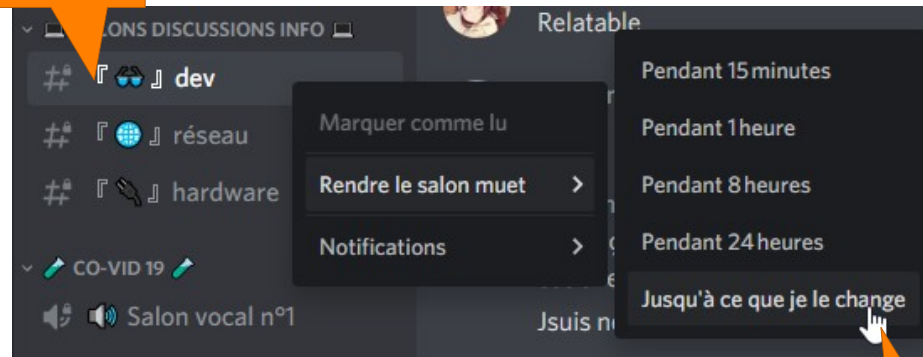 ONS DISCUSSIONS INFO
『 』 dev
『 』 réseau
『 』 hardware
CO-VID 19
Salon vocal n°1
Relatable
Marquer comme lu
Rendre le salon muet
Notifications
Pendant 15 minutes
Pendant 1 heure
Pendant 8 heures
Pendant 24 heures
Jusqu'à ce que je le change
Jsuis